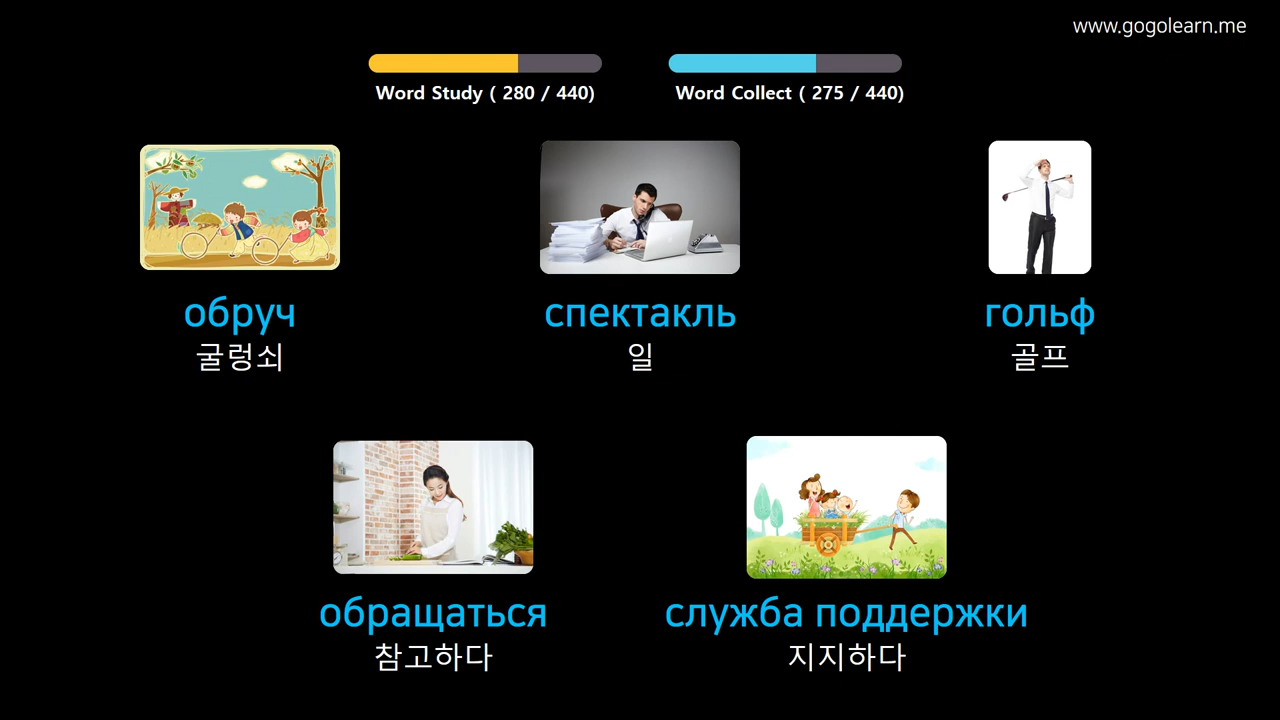 www.gogolearn.me
Word Study ( 280 / 440)
Word Collect ( 275 / 440)
обруч
굴렁쇠
спектакль
일
гольф
골프
обращаться
참고하다
служба поддержки
지지하다